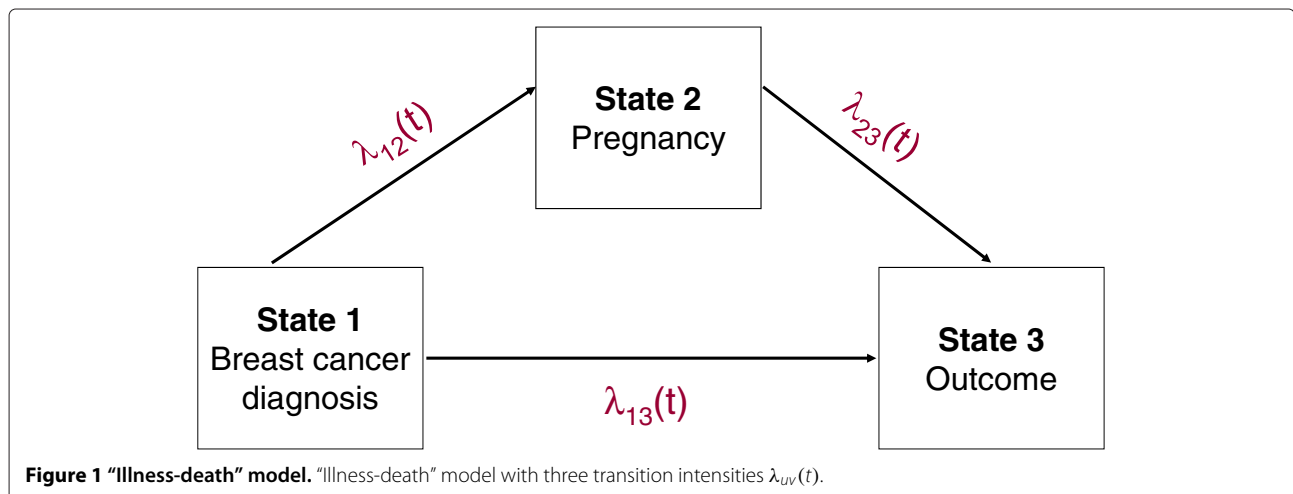 State 2
Pregnancy
λ12(t)
λ23(t)
State 1
Breast cancer
diagnosis
State 3
Outcome
λ13(t)
Figure 1 “Illness-death” model. “Illness-death” model with three transition intensities λuv(t).